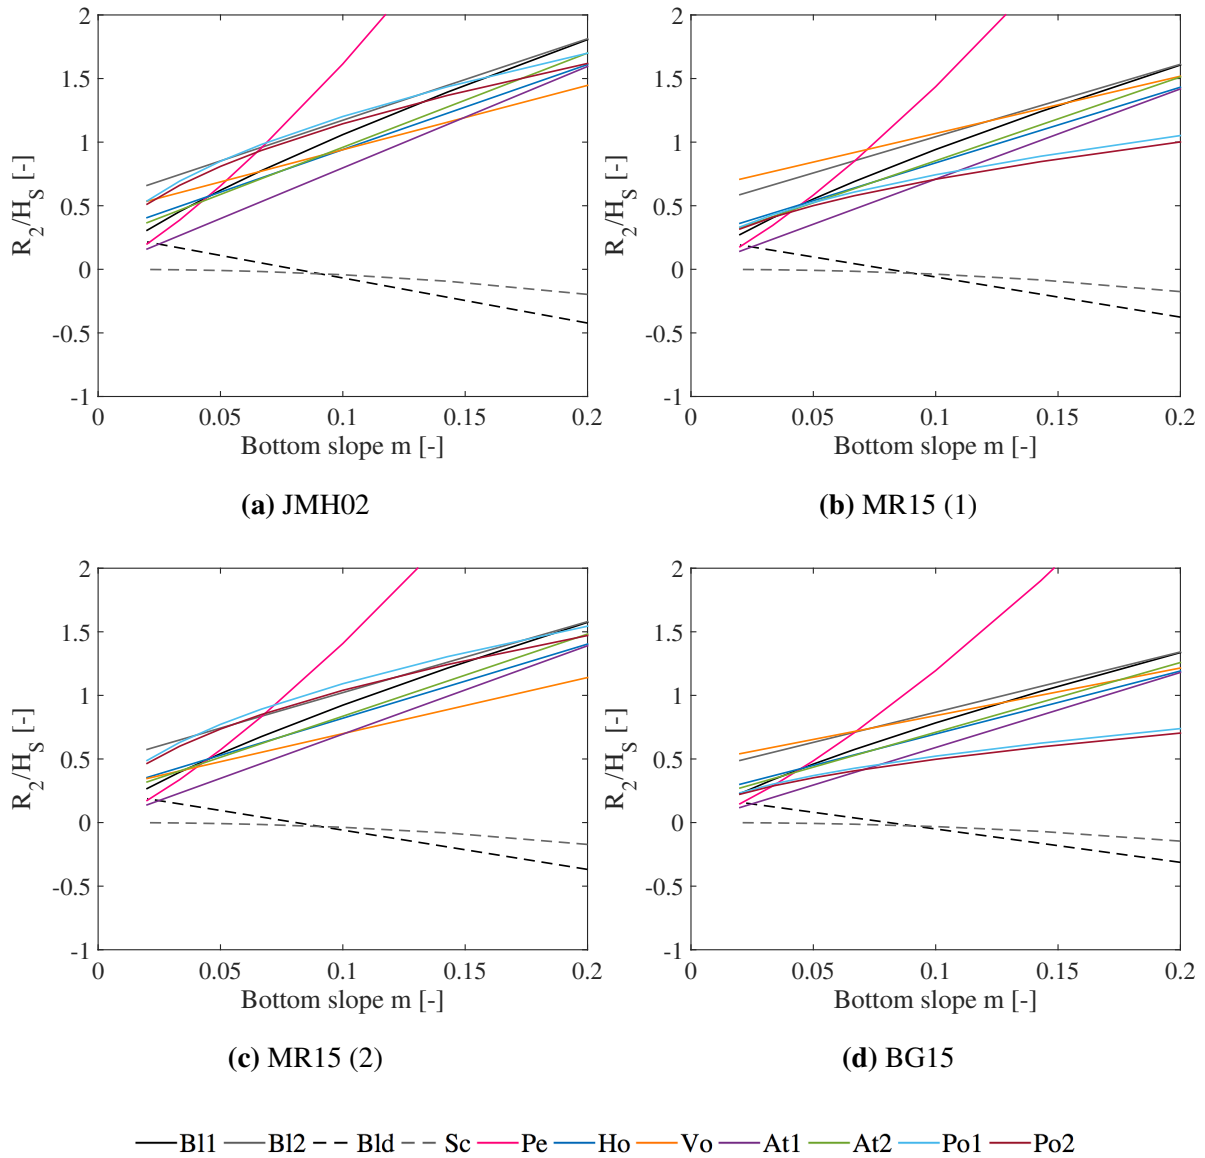 2
2
1.5
1.5
1
1
0.5
0.5
0
0
-0.5
-0.5
-1
-1
R2/HS [-]
R2/HS [-]
0 0.05 0.1 0.15 0.2
0 0.05 0.1 0.15 0.2
Bottom slope m [-]
Bottom slope m [-]
(a) JMH02
(b) MR15 (1)
2
2
1.5
1.5
1
1
0.5
0.5
0
0
-0.5
-0.5
-1
-1
R2/HS [-]
R2/HS [-]
0 0.05 0.1 0.15 0.2
0 0.05 0.1 0.15 0.2
Bottom slope m [-]
Bottom slope m [-]
(c) MR15 (2)
(d) BG15
Bl1 Bl2 Bld Sc Pe Ho Vo At1 At2 Po1 Po2